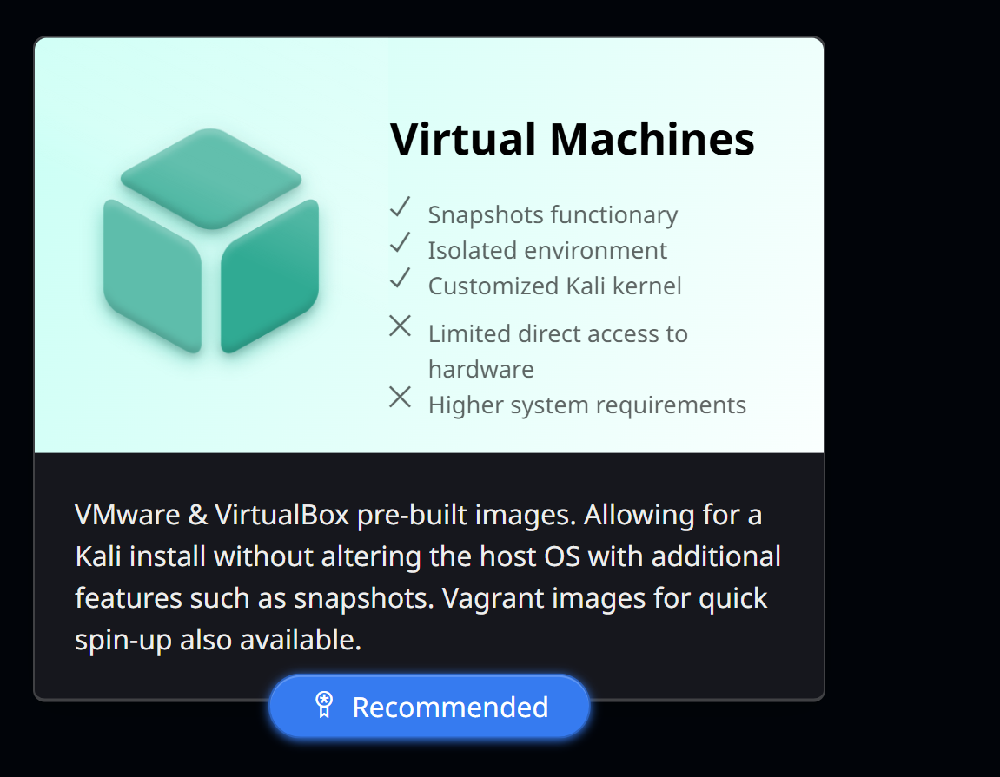 Virtual Machines
Snapshots functionary
Isolated environment
Customized Kali kernel
Limited direct access to
hardware
Higher system requirements
VMware & VirtualBox pre-built images. Allowing for a
Kali install without altering the host OS with additional
features such as snapshots. Vagrant images for quick
spin-up also available.
Recommended